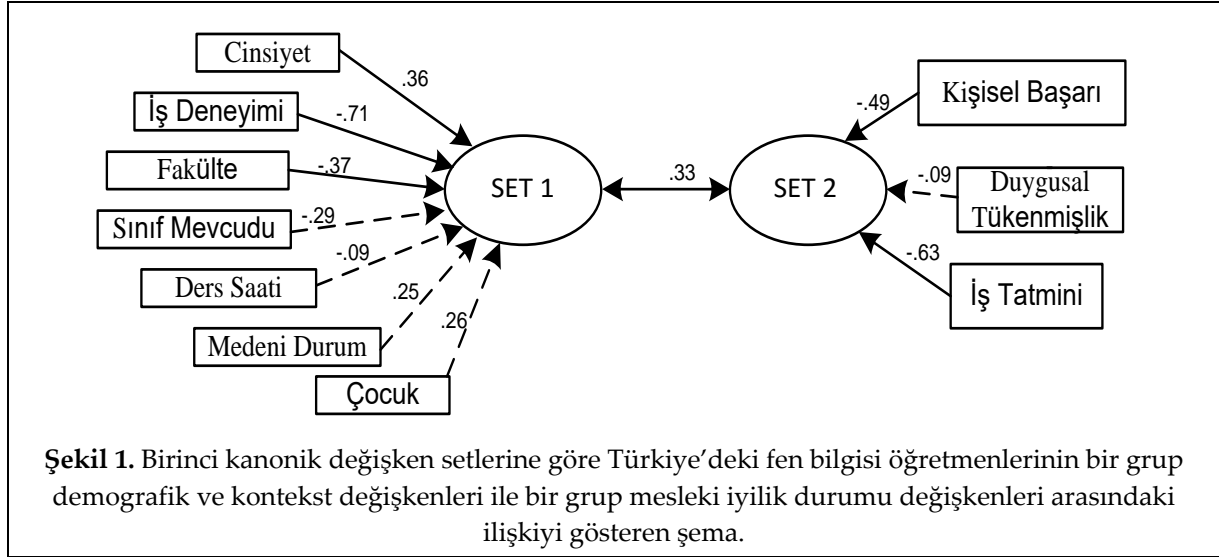 Cinsiyet
.36
İş Deneyimi
-.71
Fakülte
-.37
Sınıf Mevcudu
-.29
Ders Saati
-.09
Medeni Durum
.25
Çocuk
.26
SET 1
.33
SET 2
Kişisel Başarı
-.49
Duygusal
Tükenmişlik
-.09
İş Tatmini
-.63
Şekil 1. Birinci kanonik değişken setlerine göre Türkiye’deki fen bilgisi öğretmenlerinin bir grup
demografik ve kontekst değişkenleri ile bir grup mesleki iyilik durumu değişkenleri arasındaki
ilişkiyi gösteren şema.